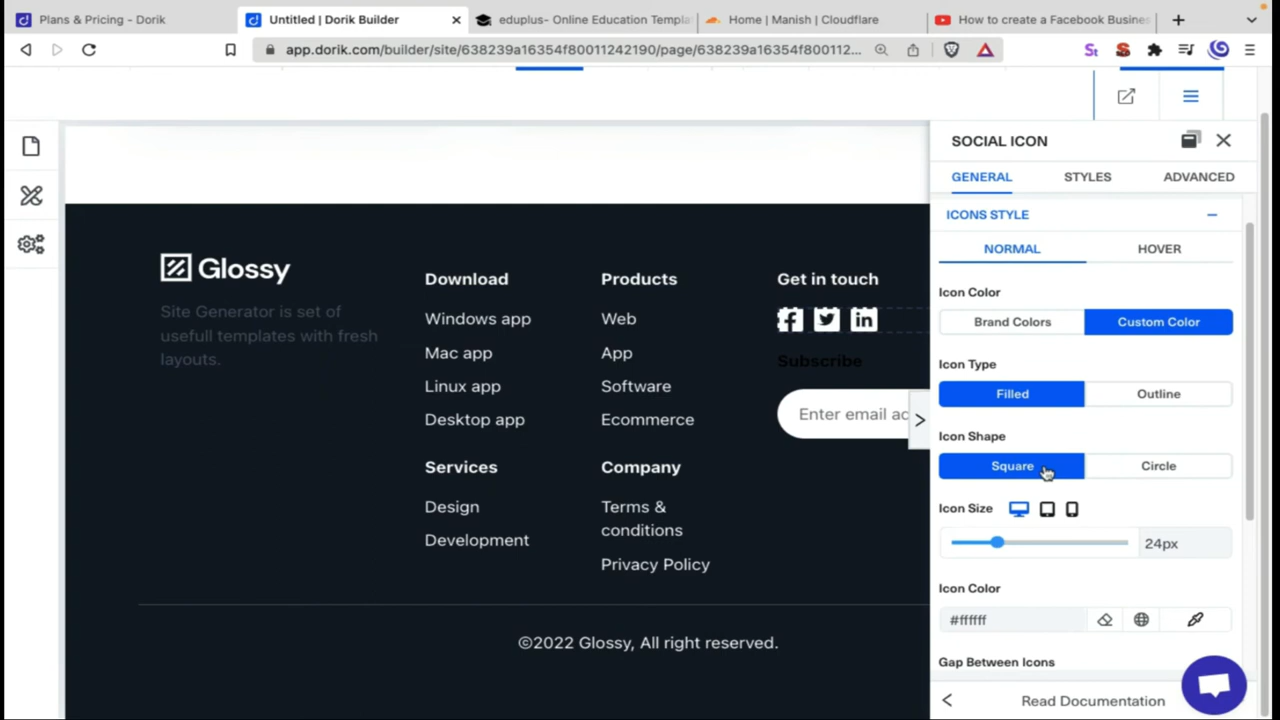 Plans & Pricing - Dorik
Untitled | Dorik Builder
eduplus- Online Education Templa
Home | Manish | Cloudflare
How to create a Facebook Busines
app.dorik.com/builder/site/638239a16354f80011242190/page/638239a16354f800112...
SOCIAL ICON
GENERAL STYLES ADVANCED
ICONS STYLE
NORMAL HOVER
Icon Color
Brand Colors Custom Color
Icon Type
Filled Outline
Icon Shape
Square Circle
Icon Size
24px
Icon Color
#ffffff
Gap Between Icons
Read Documentation
Glossy
Site Generator is set of
usefull templates with fresh
layouts.
Download
Windows app
Mac app
Linux app
Desktop app
Services
Design
Development
Products
Web
App
Software
Ecommerce
Company
Terms &
conditions
Privacy Policy
Get in touch
Subscribe
Enter email ad
©2022 Glossy, All right reserved.